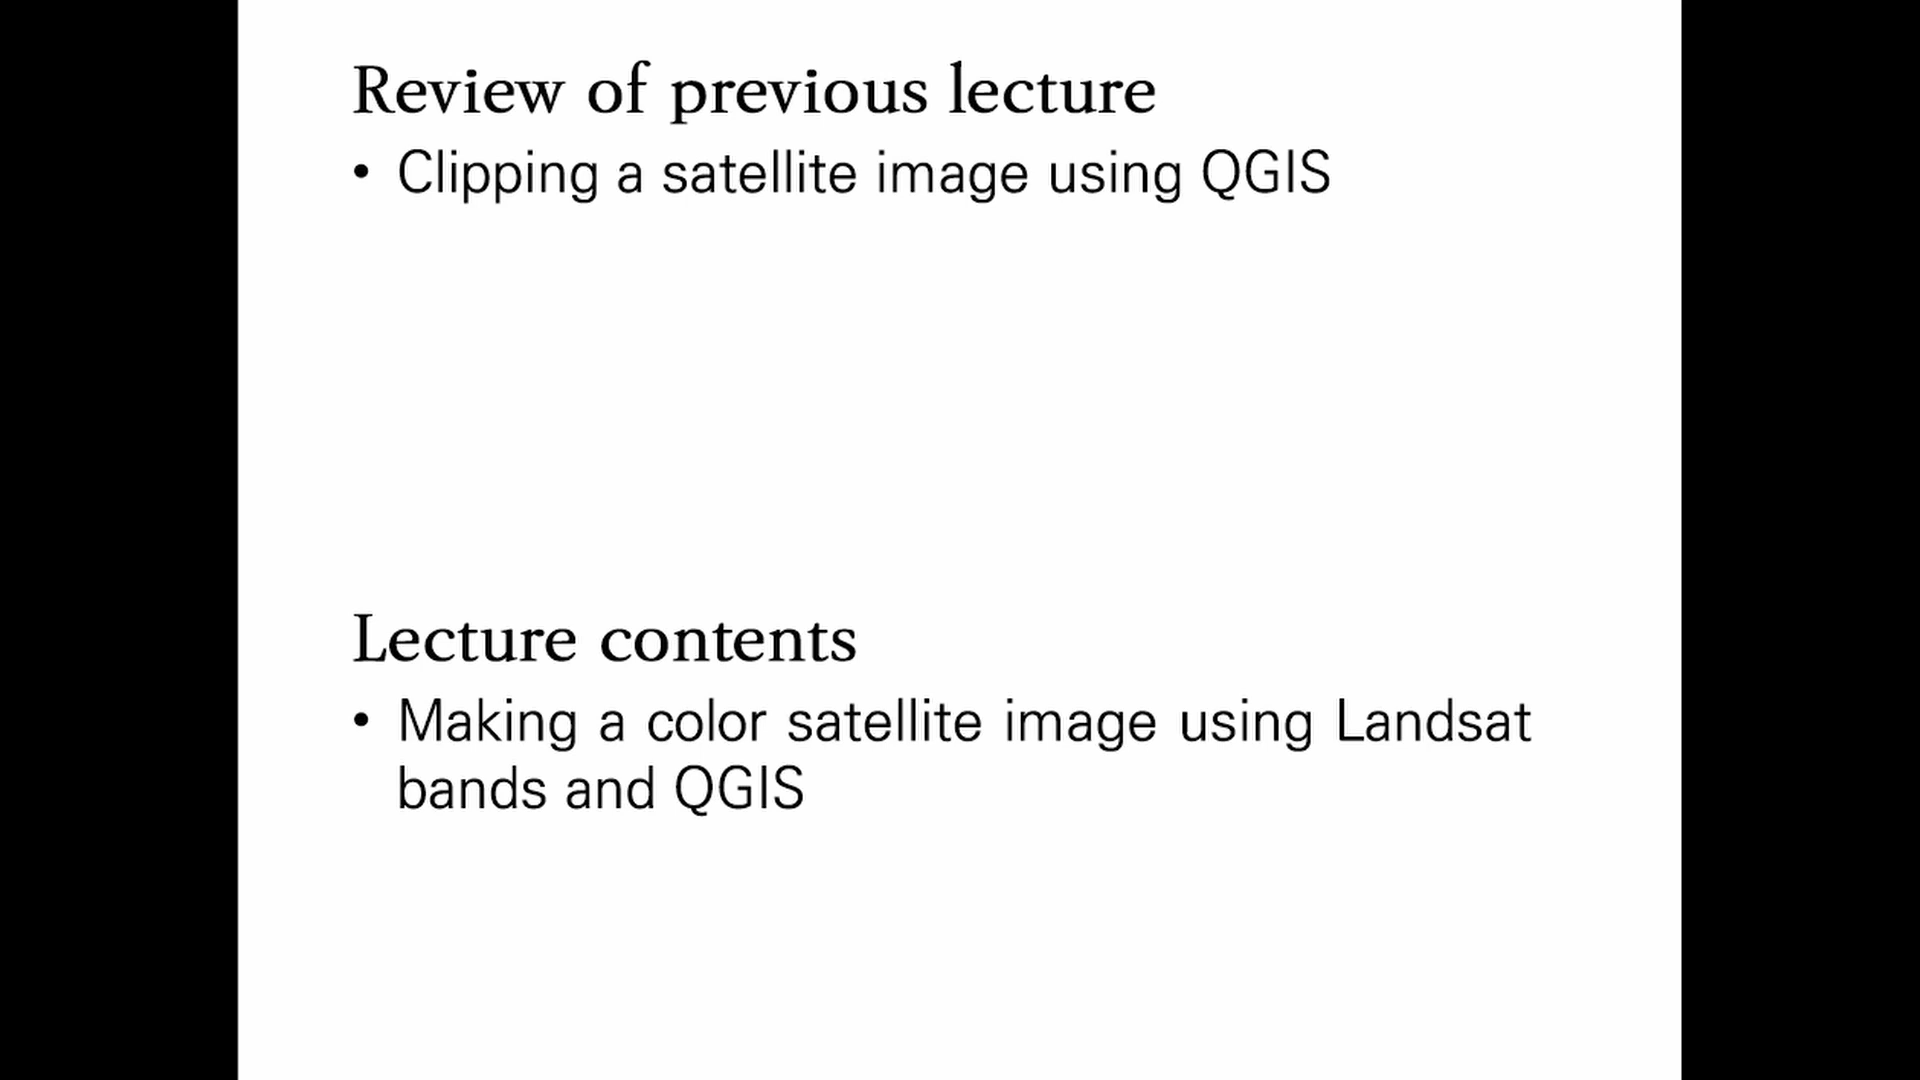 Review of previous lecture
• Clipping a satellite image using QGIS
Lecture contents
• Making a color satellite image using Landsat
bands and QGIS